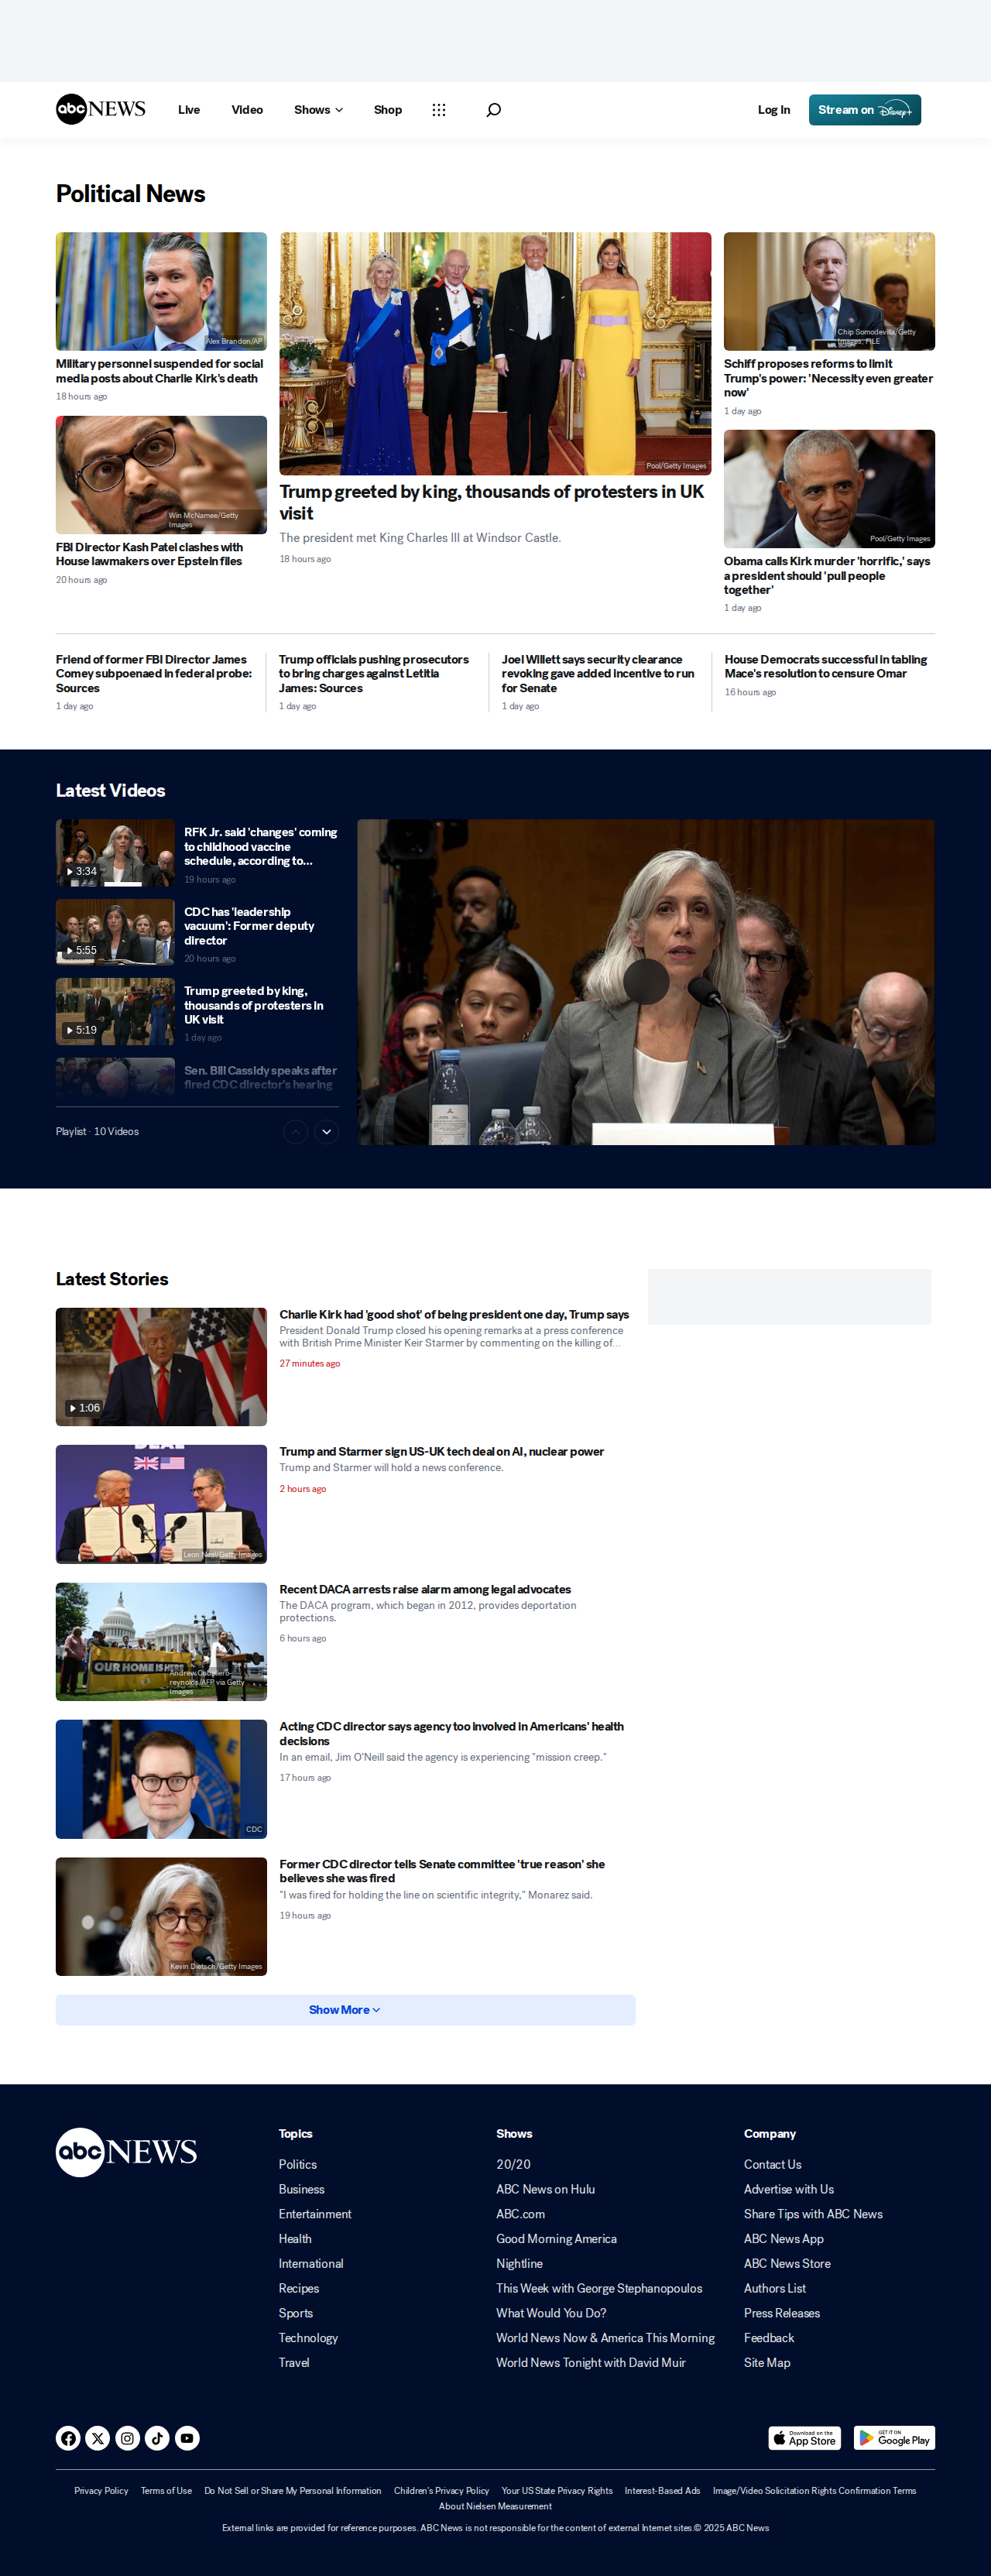 abc NEWS
Live
Video
Shows
Shop
Log In
Stream on Disney+
Political News
Alex Brandon/AP
Military personnel suspended for social
media posts about Charlie Kirk's death
18 hours ago
Win McNamee/Getty
Images
FBI Director Kash Patel clashes with
House lawmakers over Epstein files
20 hours ago
Pool/Getty Images
Trump greeted by king, thousands of protesters in UK
visit
The president met King Charles III at Windsor Castle.
18 hours ago
Chip Somodevilla/Getty
Images, FILE
Schiff proposes reforms to limit
Trump's power: 'Necessity even greater
now'
1 day ago
Pool/Getty Images
Obama calls Kirk murder 'horrific,' says
a president should 'pull people
together'
1 day ago
Friend of former FBI Director James
Comey subpoenaed in federal probe:
Sources
1 day ago
Trump officials pushing prosecutors
to bring charges against Letitia
James: Sources
1 day ago
Joel Willett says security clearance
revoking gave added incentive to run
for Senate
1 day ago
House Democrats successful in tabling
Mace's resolution to censure Omar
16 hours ago
Latest Videos
3:34
RFK Jr. said 'changes' coming
to childhood vaccine
schedule, according to...
19 hours ago
5:55
CDC has 'leadership
vacuum': Former deputy
director
20 hours ago
5:19
Trump greeted by king,
thousands of protesters in
UK visit
1 day ago
Sen. Bill Cassidy speaks after
fired CDC director's hearing
Playlist · 10 Videos
Latest Stories
1:06
Charlie Kirk had 'good shot' of being president one day, Trump says
President Donald Trump closed his opening remarks at a press conference
with British Prime Minister Keir Starmer by commenting on the killing of...
27 minutes ago
DEAL
Leon Neal/Getty Images
Trump and Starmer sign US-UK tech deal on AI, nuclear power
Trump and Starmer will hold a news conference.
2 hours ago
OUR HOME IS HERE
Andrew Caballero-
reynolds/AFP via Getty
Images
Recent DACA arrests raise alarm among legal advocates
The DACA program, which began in 2012, provides deportation
protections.
6 hours ago
CDC
Acting CDC director says agency too involved in Americans' health
decisions
In an email, Jim O'Neill said the agency is experiencing "mission creep."
17 hours ago
Kevin Dietsch/Getty Images
Former CDC director tells Senate committee 'true reason' she
believes she was fired
"I was fired for holding the line on scientific integrity," Monarez said.
19 hours ago
Show More
abc NEWS
Topics
Politics
Business
Entertainment
Health
International
Recipes
Sports
Technology
Travel
Shows
20/20
ABC News on Hulu
ABC.com
Good Morning America
Nightline
This Week with George Stephanopoulos
What Would You Do?
World News Now & America This Morning
World News Tonight with David Muir
Company
Contact Us
Advertise with Us
Share Tips with ABC News
ABC News App
ABC News Store
Authors List
Press Releases
Feedback
Site Map
Download on the
App Store
GET IT ON
Google Play
Privacy Policy Terms of Use Do Not Sell or Share My Personal Information Children's Privacy Policy Your US State Privacy Rights Interest-Based Ads Image/Video Solicitation Rights Confirmation Terms
About Nielsen Measurement
External links are provided for reference purposes. ABC News is not responsible for the content of external Internet sites.© 2025 ABC News